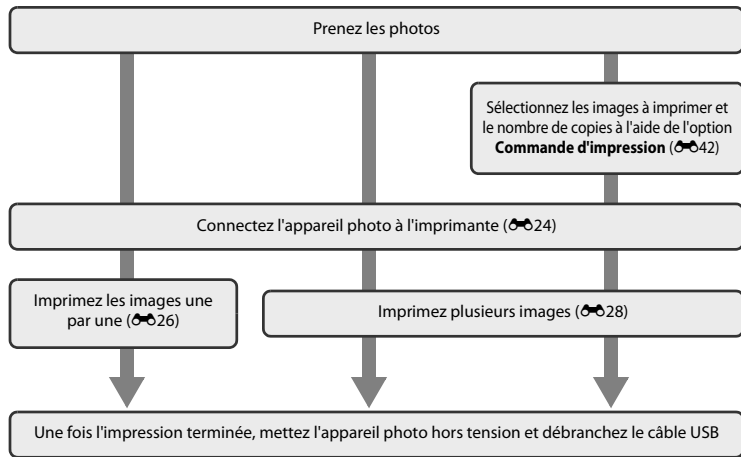 Prenez les photos
Sélectionnez les images à imprimer et
le nombre de copies à l'aide de l'option
Commande d'impression (42)
Connectez l'appareil photo à l'imprimante (24)
Imprimez les images une
par une (26)
Imprimez plusieurs images (28)
Une fois l'impression terminée, mettez l'appareil photo hors tension et débranchez le câble USB